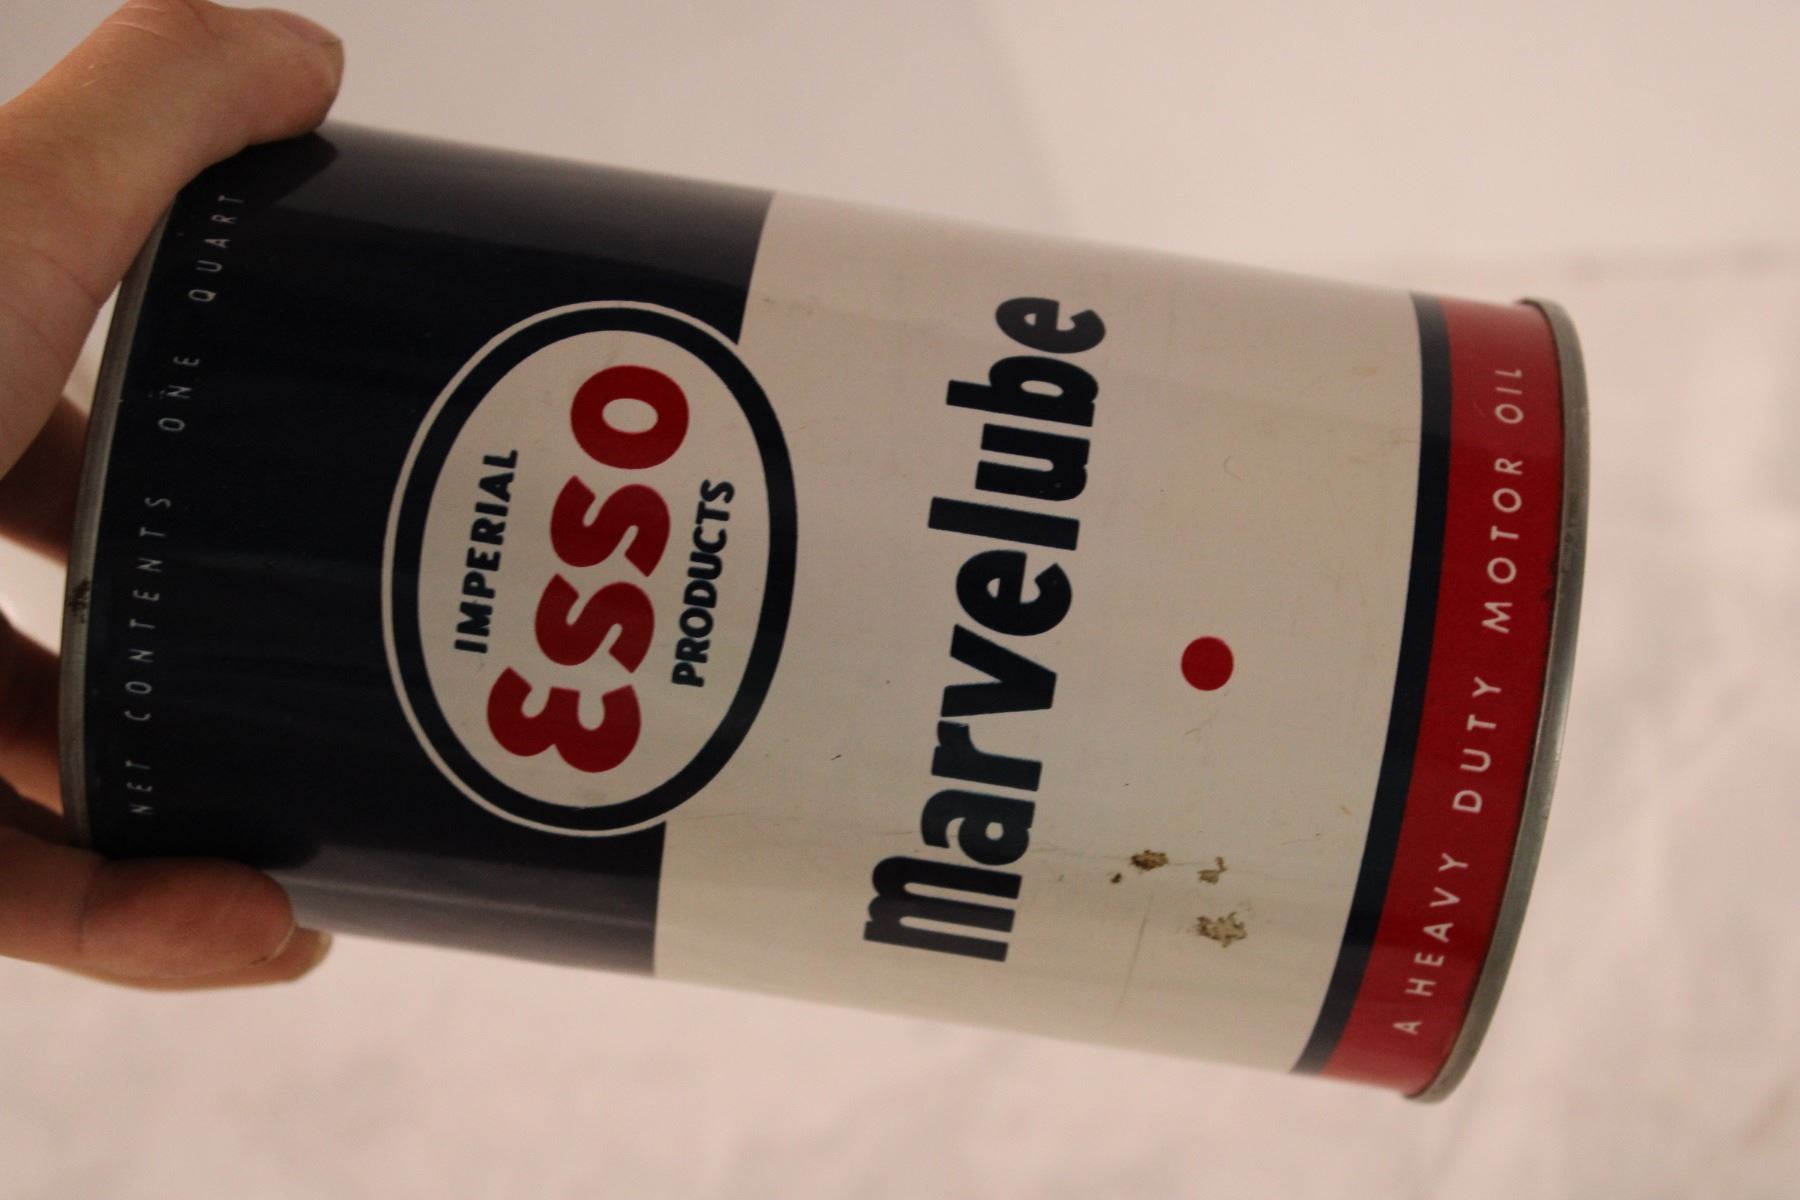 NET CONTENTS ONE QUART
IMPERIAL
ESSO
PRODUCTS
marvelube
A HEAVY DUTY MOTOR OIL